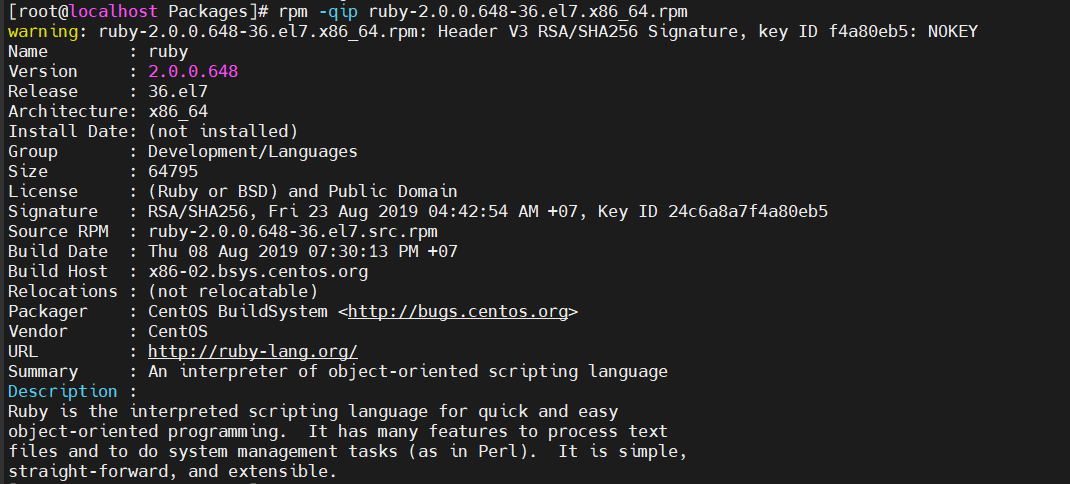 [root@localhost Packages]# rpm -qip ruby-2.0.0.648-36.el7.x86_64.rpm
warning: ruby-2.0.0.648-36.el7.x86_64.rpm: Header V3 RSA/SHA256 Signature, key ID f4a80eb5: NOKEY
Name        : ruby
Version     : 2.0.0.648
Release     : 36.el7
Architecture: x86_64
Install Date: (not installed)
Group       : Development/Languages
Size        : 64795
License     : (Ruby or BSD) and Public Domain
Signature   : RSA/SHA256, Fri 23 Aug 2019 04:42:54 AM +07, Key ID 24c6a8a7f4a80eb5
Source RPM  : ruby-2.0.0.648-36.el7.src.rpm
Build Date  : Thu 08 Aug 2019 07:30:13 PM +07
Build Host  : x86-02.bsys.centos.org
Relocations : (not relocatable)
Packager    : CentOS BuildSystem <http://bugs.centos.org>
Vendor      : CentOS
URL         : http://ruby-lang.org/
Summary     : An interpreter of object-oriented scripting language
Description :
Ruby is the interpreted scripting language for quick and easy
object-oriented programming.  It has many features to process text
files and to do system management tasks (as in Perl).  It is simple,
straight-forward, and extensible.